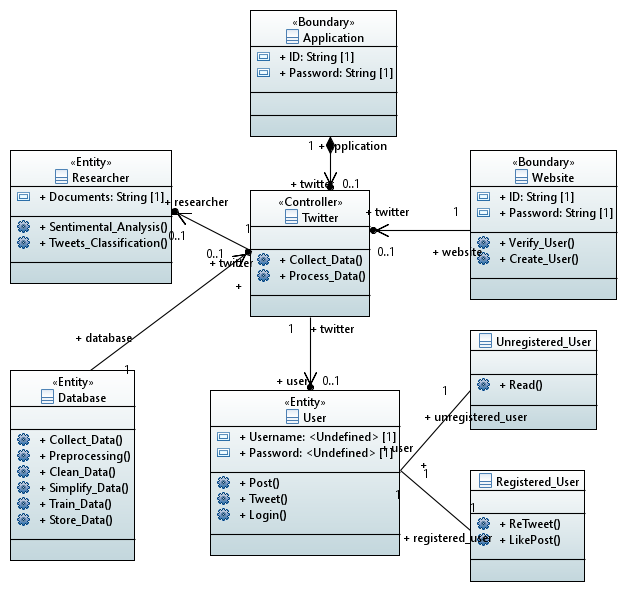 «Boundary»
Application
+ ID: String [1]
+ Password: String [1]
1
+ application
+ twitter
0..1
«Entity»
Researcher
+ Documents: String [1]
+ Sentimental_Analysis()
+ Tweets_Classification()
+ researcher
0..1
1
«Controller»
Twitter
+ Collect_Data()
+ Process_Data()
«Boundary»
Website
+ ID: String [1]
+ Password: String [1]
+ Verify_User()
+ Create_User()
+ twitter
1
0..1
+ website
0..1
+ twitter
+
+ database
1
1
+ twitter
+ user
0..1
«Entity»
Database
+ Collect_Data()
+ Preprocessing()
+ Clean_Data()
+ Simplify_Data()
+ Train_Data()
+ Store_Data()
«Entity»
User
+ Username: <Undefined> [1]
+ Password: <Undefined> [1]
+ Post()
+ Tweet()
+ Login()
Unregistered_User
+ Read()
1
+ unregistered_user
+ user
+
1
1
1
+ registered_user
Registered_User
+ ReTweet()
+ LikePost()